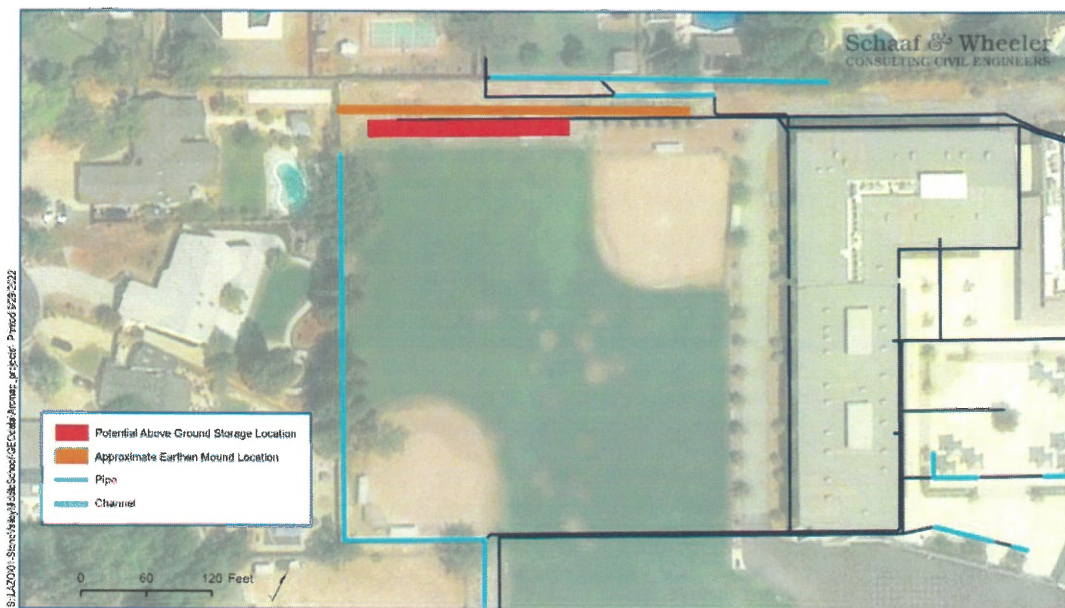 Schaaf & Wheeler
CONSULTING CIVIL ENGINEERS
Potential Above Ground Storage Location
Approximate Earthen Mound Location
Pipe
Channel
0 60 120 Feet